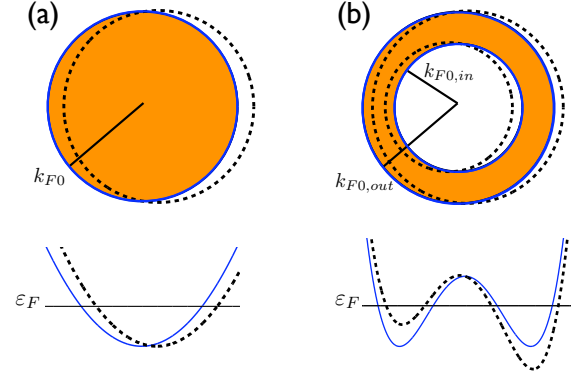 (a)
(b)
k_{F0}
k_{F0,in}
k_{F0,out}
ε_F
ε_F